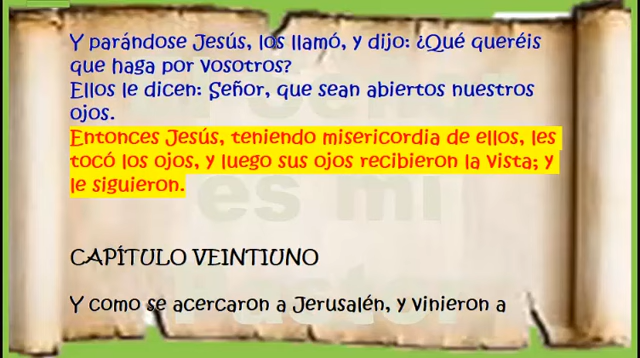 Y parándose Jesús, los llamó, y dijo: ¿Qué queréis
que haga por vosotros?
Ellos le dicen: Señor, que sean abiertos nuestros
ojos.
Entonces Jesús, teniendo misericordia de ellos, les
tocó los ojos, y luego sus ojos recibieron la vista; y
le siguieron.
es mi
CAPÍTULO VEINTIUNO
Y como se acercaron a Jerusalén, y vinieron a